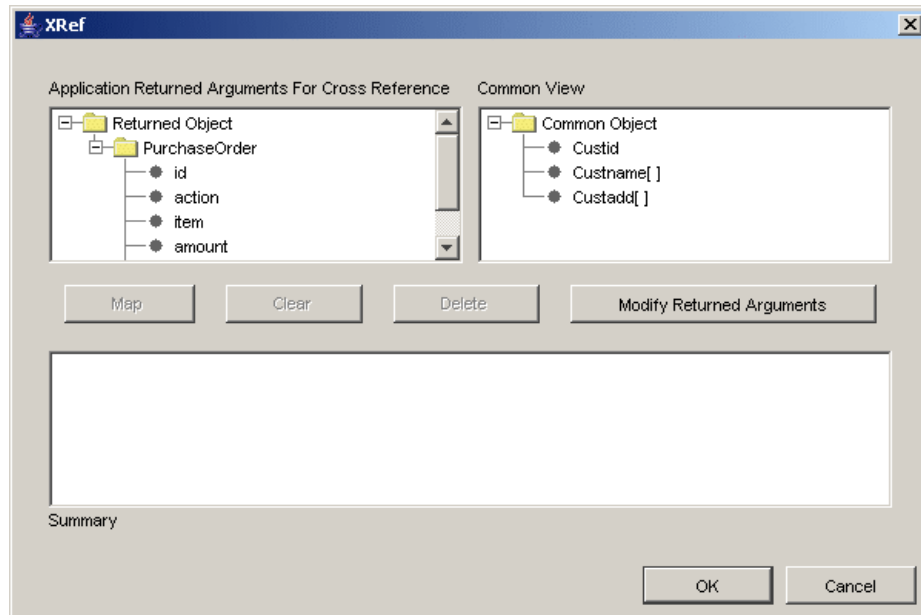 XRef
Application Returned Arguments For Cross Reference
Common View
Returned Object
PurchaseOrder
id
action
item
amount
Common Object
Custid
Custname[ ]
Custadd[ ]
Map
Clear
Delete
Modify Returned Arguments
Summary
OK
Cancel